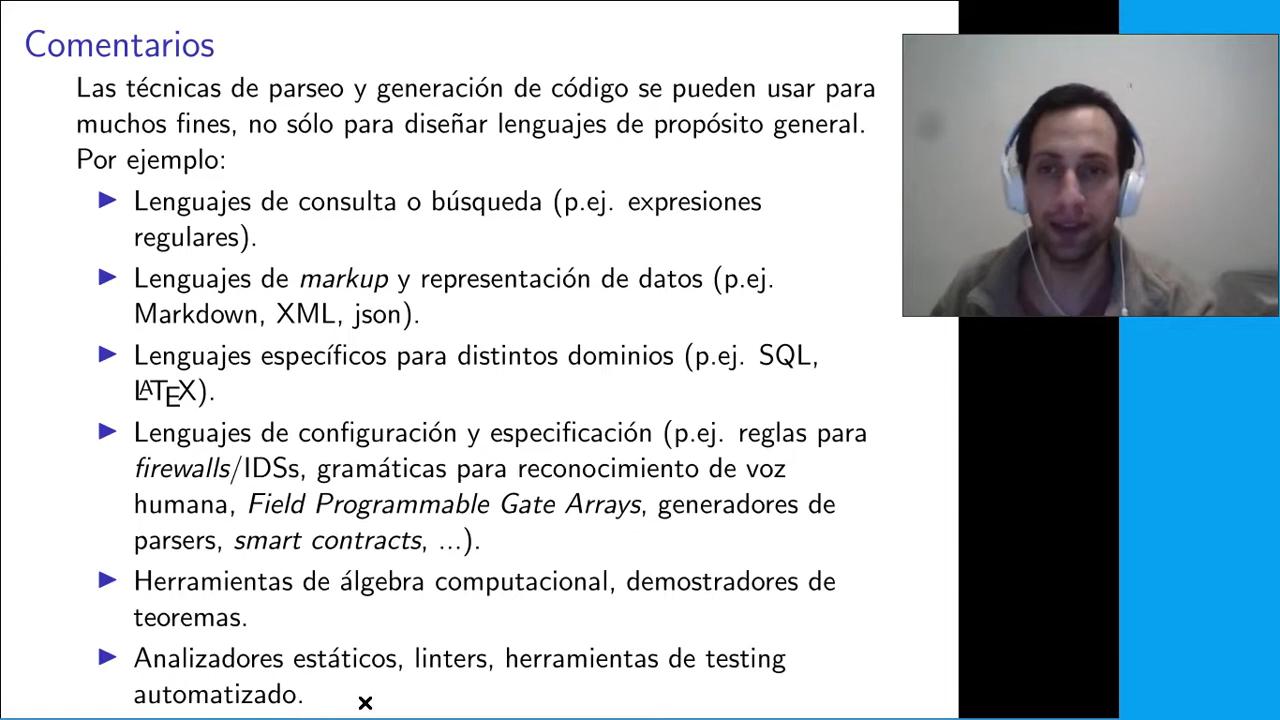 Comentarios
Las técnicas de parseo y generación de código se pueden usar para
muchos fines, no sólo para diseñar lenguajes de propósito general.
Por ejemplo:
▶ Lenguajes de consulta o búsqueda (p.ej. expresiones
regulares).
▶ Lenguajes de markup y representación de datos (p.ej.
Markdown, XML, json).
▶ Lenguajes específicos para distintos dominios (p.ej. SQL,
LATEX).
▶ Lenguajes de configuración y especificación (p.ej. reglas para
firewalls/IDSs, gramáticas para reconocimiento de voz
humana, Field Programmable Gate Arrays, generadores de
parsers, smart contracts, ...).
▶ Herramientas de álgebra computacional, demostradores de
teoremas.
▶ Analizadores estáticos, linters, herramientas de testing
automatizado.